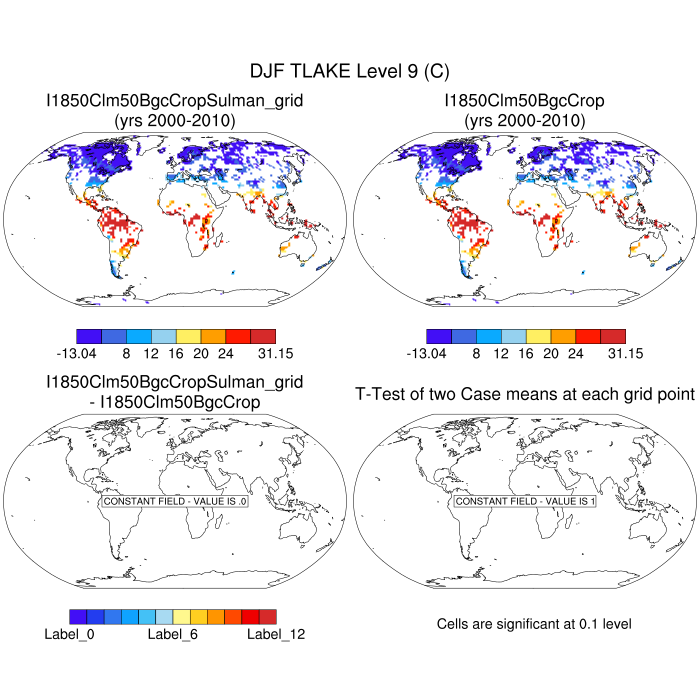 DJF TLAKE Level 9 (C)
I1850Clm50BgcCropSulman_grid
(yrs 2000-2010)
I1850Clm50BgcCrop
(yrs 2000-2010)
-13.04 8 12 16 20 24 31.15
-13.04 8 12 16 20 24 31.15
I1850Clm50BgcCropSulman_grid
- I1850Clm50BgcCrop
T-Test of two Case means at each grid point
CONSTANT FIELD - VALUE IS .0
CONSTANT FIELD - VALUE IS 1
Label_0 Label_6 Label_12
Cells are significant at 0.1 level